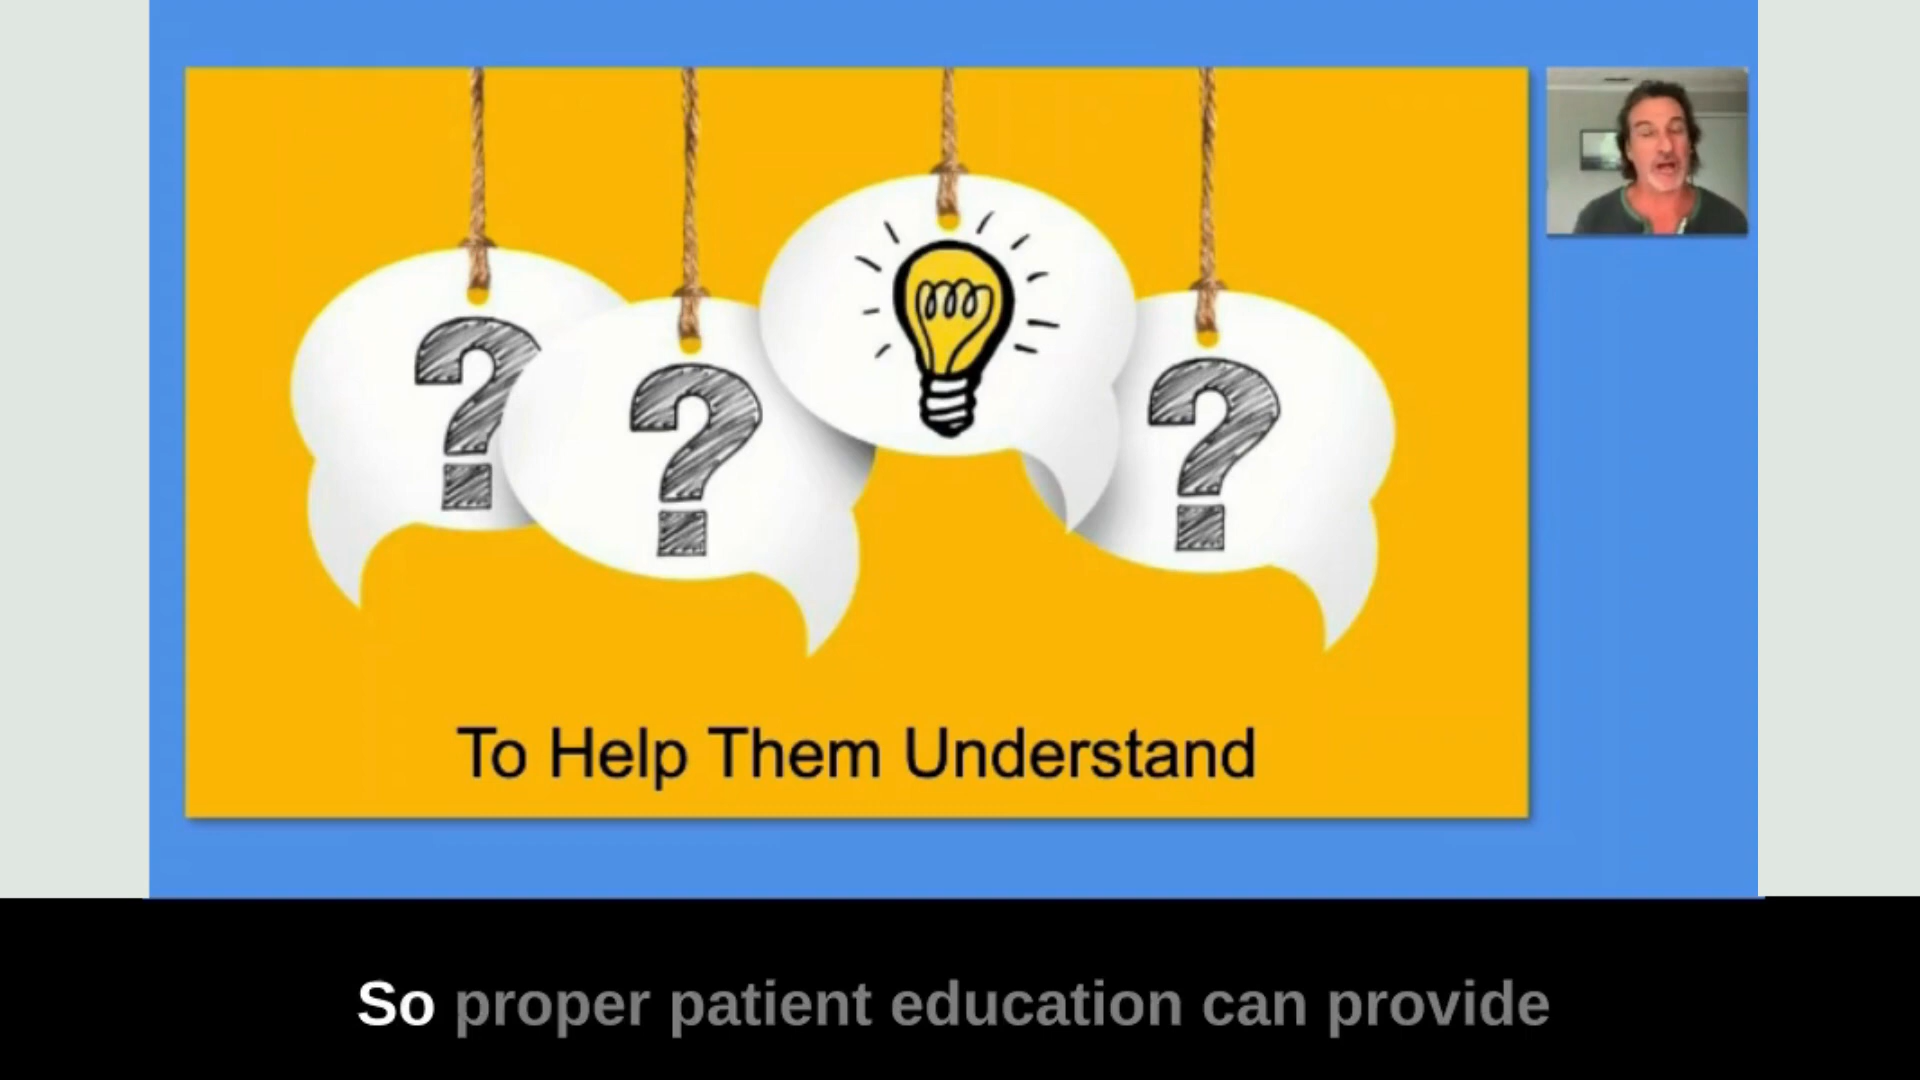 ?
?
?
To Help Them Understand
So proper patient education can provide